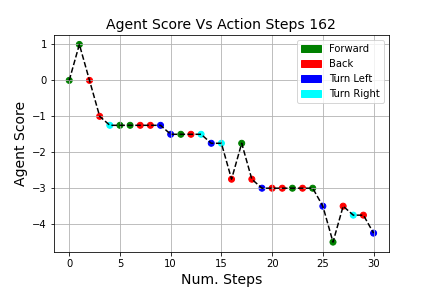 Agent Score Vs Action Steps 162
Agent Score
1
0
−1
−2
−3
−4
Forward
Back
Turn Left
Turn Right
0 5 10 15 20 25 30
Num. Steps